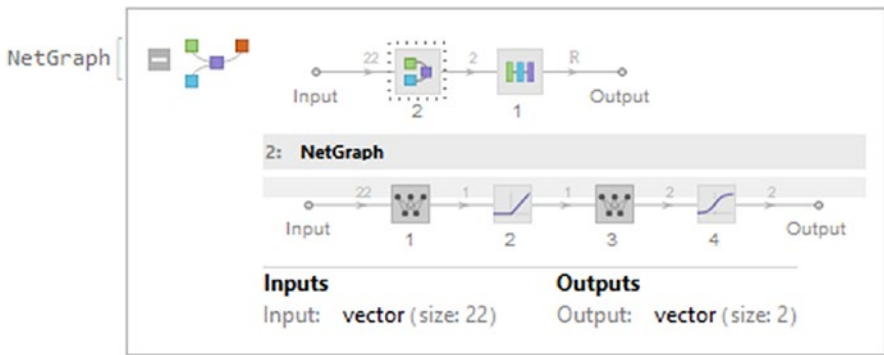 NetGraph
22 2 R
Input Output
2 1
2: NetGraph
22 1 1 2 2
Input Output
1 2 3 4
Inputs Outputs
Input: vector (size: 22) Output: vector (size: 2)